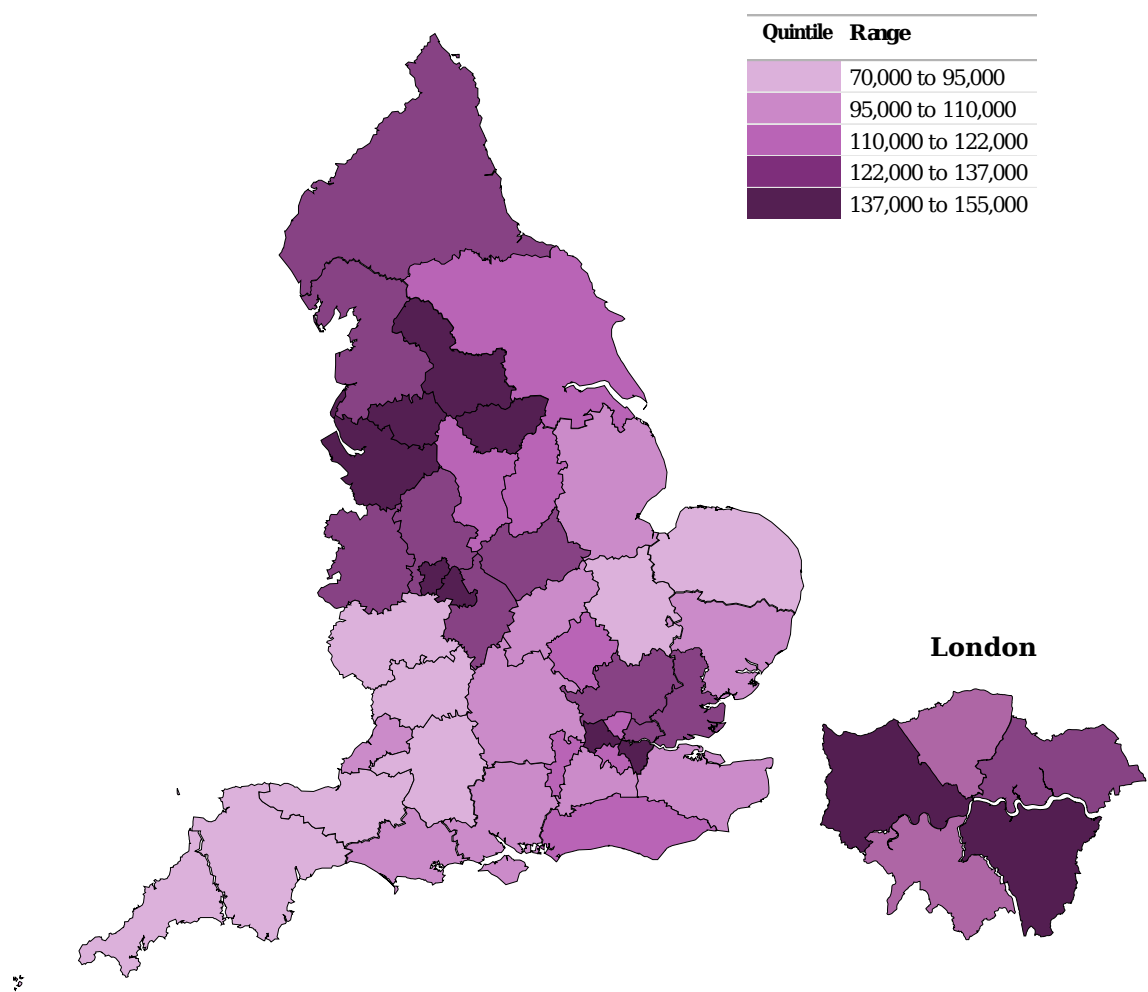 Quintile Range
70,000 to 95,000
95,000 to 110,000
110,000 to 122,000
122,000 to 137,000
137,000 to 155,000
London